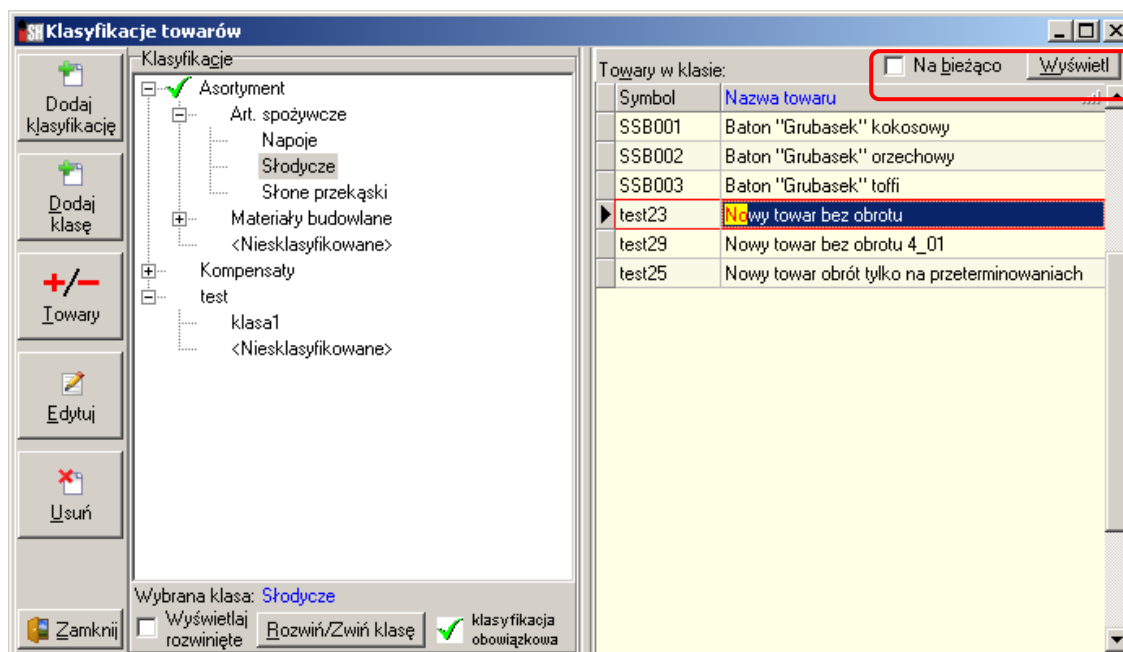 SH Klasyfikacje towarów
Dodaj
klasyfikację
Dodaj
klasę
+/−
Towary
Edytuj
Usuń
Zamknij
Klasyfikacje
Asortyment
Art. spożywcze
Napoje
Słodycze
Słone przekąski
Materiały budowlane
<Niesklasyfikowane>
Kompensaty
test
klasa1
<Niesklasyfikowane>
Wybrana klasa: Słodycze
Wyświetlaj
rozwinięte
Rozwiń/Zwiń klasę
klasyfikacja
obowiązkowa
Towary w klasie:
Na bieżąco
Wyświetl
Symbol Nazwa towaru
SSB001 Baton "Grubasek" kokosowy
SSB002 Baton "Grubasek" orzechowy
SSB003 Baton "Grubasek" toffi
test23 Nowy towar bez obrotu
test29 Nowy towar bez obrotu 4_01
test25 Nowy towar obrót tylko na przeterminowaniach